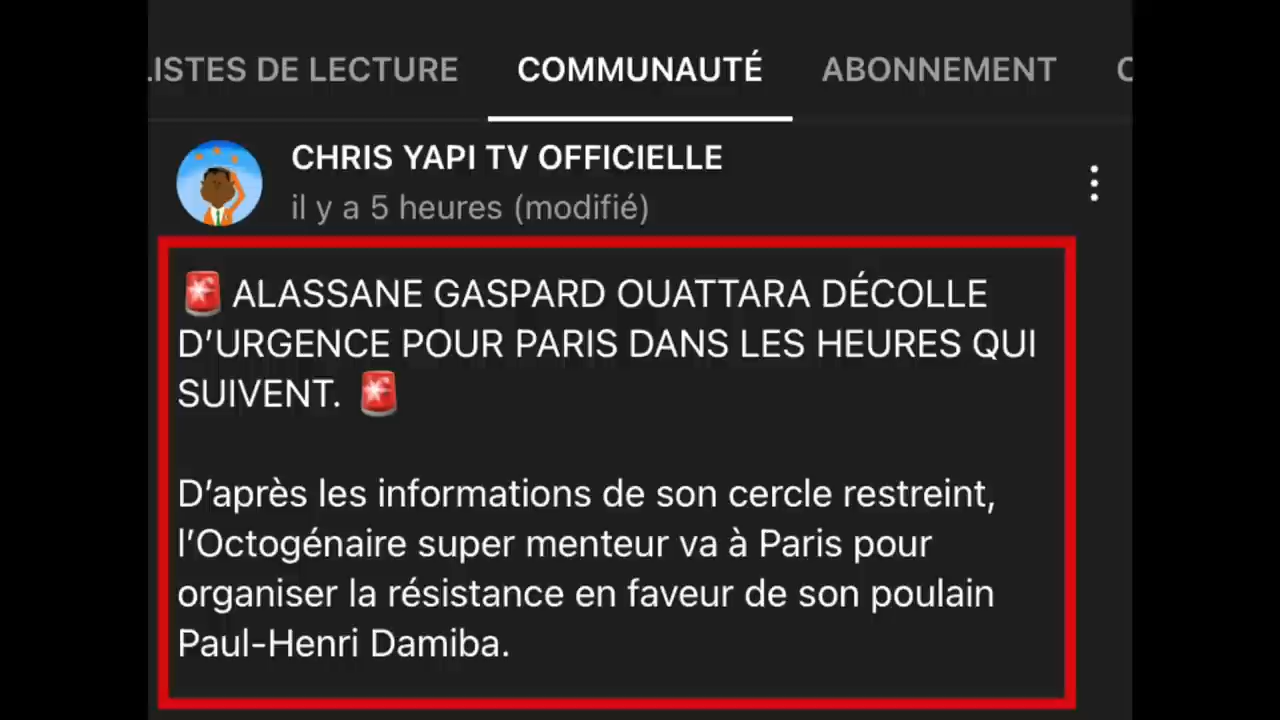 LISTES DE LECTURE COMMUNAUTÉ ABONNEMENT
CHRIS YAPI TV OFFICIELLE
il y a 5 heures (modifié)
🚨 ALASSANE GASPARD OUATTARA DÉCOLLE
D’URGENCE POUR PARIS DANS LES HEURES QUI
SUIVENT. 🚨
D’après les informations de son cercle restreint,
l’Octogénaire super menteur va à Paris pour
organiser la résistance en faveur de son poulain
Paul-Henri Damiba.